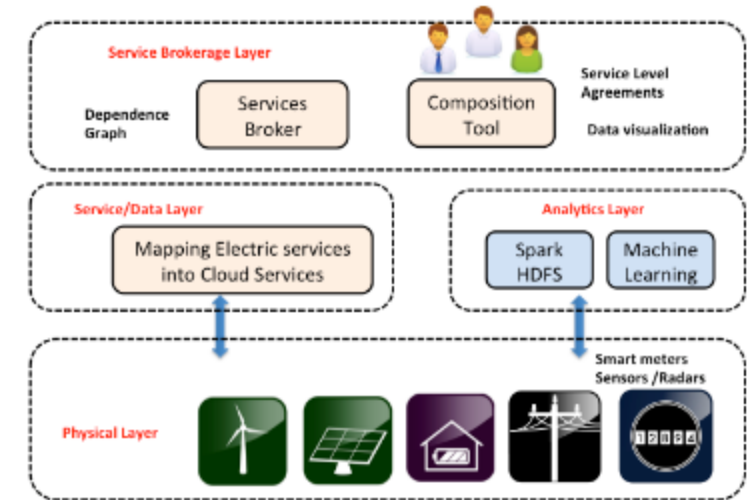 Service Brokerage Layer
Dependence
Graph
Services
Broker
Composition
Tool
Service Level
Agreements
Data visualization
Service/Data Layer
Mapping Electric services
into Cloud Services
Analytics Layer
Spark
HDFS
Machine
Learning
Smart meters
Sensors /Radars
Physical Layer